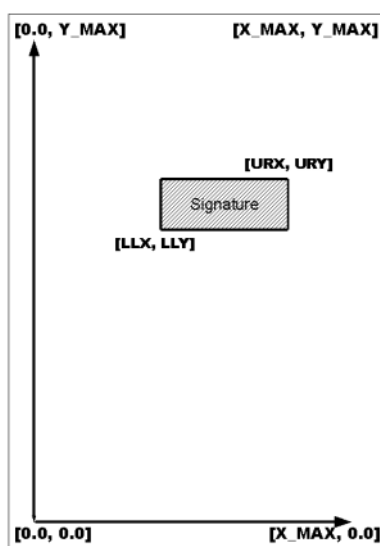 [0.0, Y_MAX] [X_MAX, Y_MAX]
[URX, URY]
Signature
[LLX, LLY]
[0.0, 0.0] [X_MAX, 0.0]